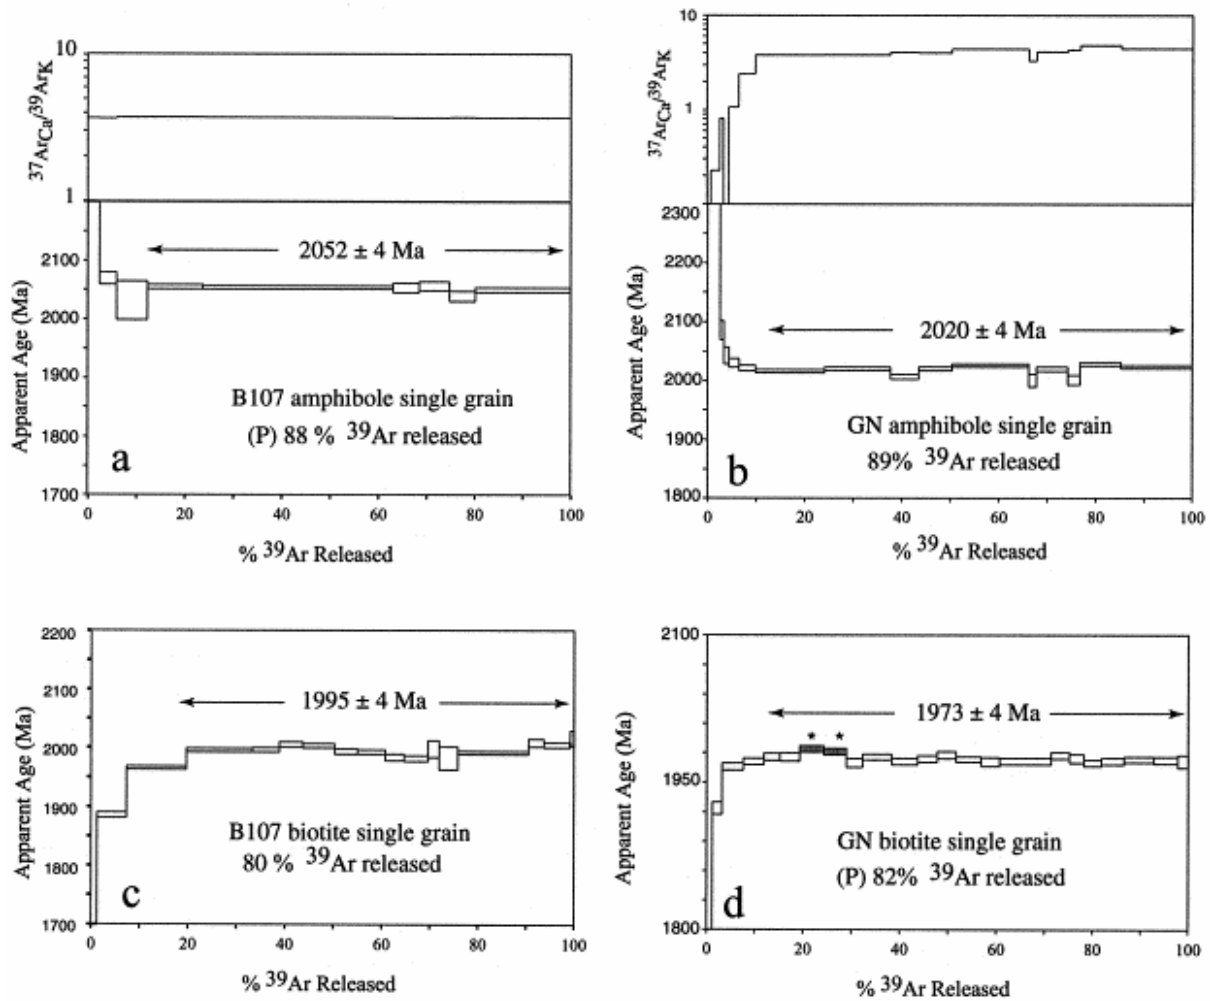 10
1
³⁷ArCa/³⁹ArK
2100
2000
1900
1800
1700
Apparent Age (Ma)
2052 ± 4 Ma
B107 amphibole single grain
(P) 88 % ³⁹Ar released
a
0 20 40 60 80 100
% ³⁹Ar Released
10
1
³⁷ArCa/³⁹ArK
2300
2200
2100
2000
1900
1800
Apparent Age (Ma)
2020 ± 4 Ma
GN amphibole single grain
89% ³⁹Ar released
b
0 20 40 60 80 100
% ³⁹Ar Released
2200
2100
2000
1900
1800
1700
Apparent Age (Ma)
1995 ± 4 Ma
B107 biotite single grain
80 % ³⁹Ar released
c
0 20 40 60 80 100
% ³⁹Ar Released
2100
1950
1800
Apparent Age (Ma)
1973 ± 4 Ma
* *
GN biotite single grain
(P) 82% ³⁹Ar released
d
0 20 40 60 80 100
% ³⁹Ar Released